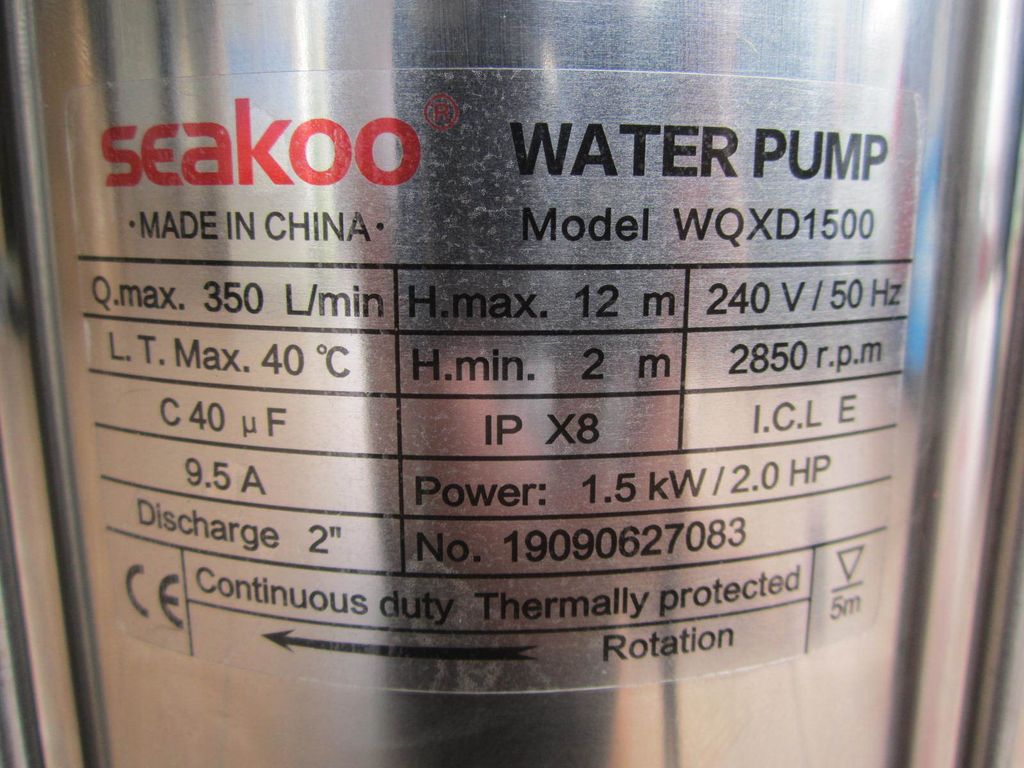 seakoo® WATER PUMP
·MADE IN CHINA· Model WQXD1500
Q.max. 350 L/min H.max. 12 m 240 V / 50 Hz
L.T. Max. 40 ℃ H.min. 2 m 2850 r.p.m
C 40 μF IP X8 I.C.L E
9.5 A Power: 1.5 kW / 2.0 HP
Discharge 2" No. 19090627083
CE Continuous duty Thermally protected 5m
Rotation